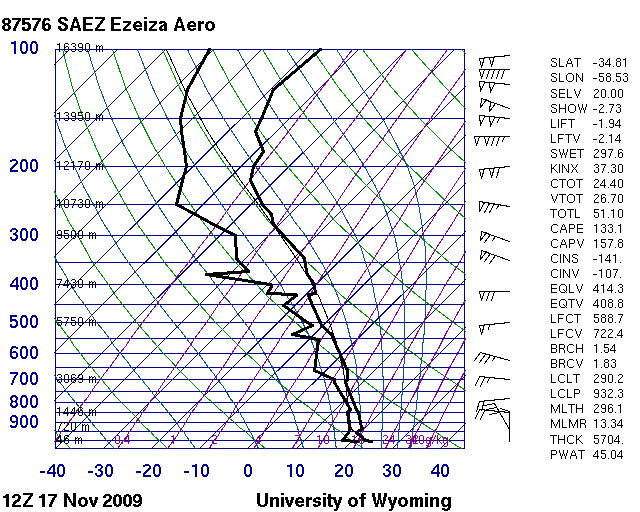 87576 SAEZ Ezeiza Aero
100 16390 m
13950 m
200 12170 m
10730 m
300 9500 m
400 7430 m
500 5750 m
600
700 3069 m
800
1446 m
900
720 m
46 m 0.4 1 2 4 7 10 24 32 40g/kg
-40 -30 -20 -10 0 10 20 30 40
12Z 17 Nov 2009 University of Wyoming
SLAT -34.81
SLON -58.53
SELV 20.00
SHOW -2.73
LIFT -1.94
LFTV -2.14
SWET 297.6
KINX 37.30
CTOT 24.40
VTOT 26.70
TOTL 51.10
CAPE 133.1
CAPV 157.8
CINS -141.
CINV -107.
EQLV 414.3
EQTV 408.8
LFCT 588.7
LFCV 722.4
BRCH 1.54
BRCV 1.83
LCLT 290.2
LCLP 932.3
MLTH 296.1
MLMR 13.34
THCK 5704.
PWAT 45.04